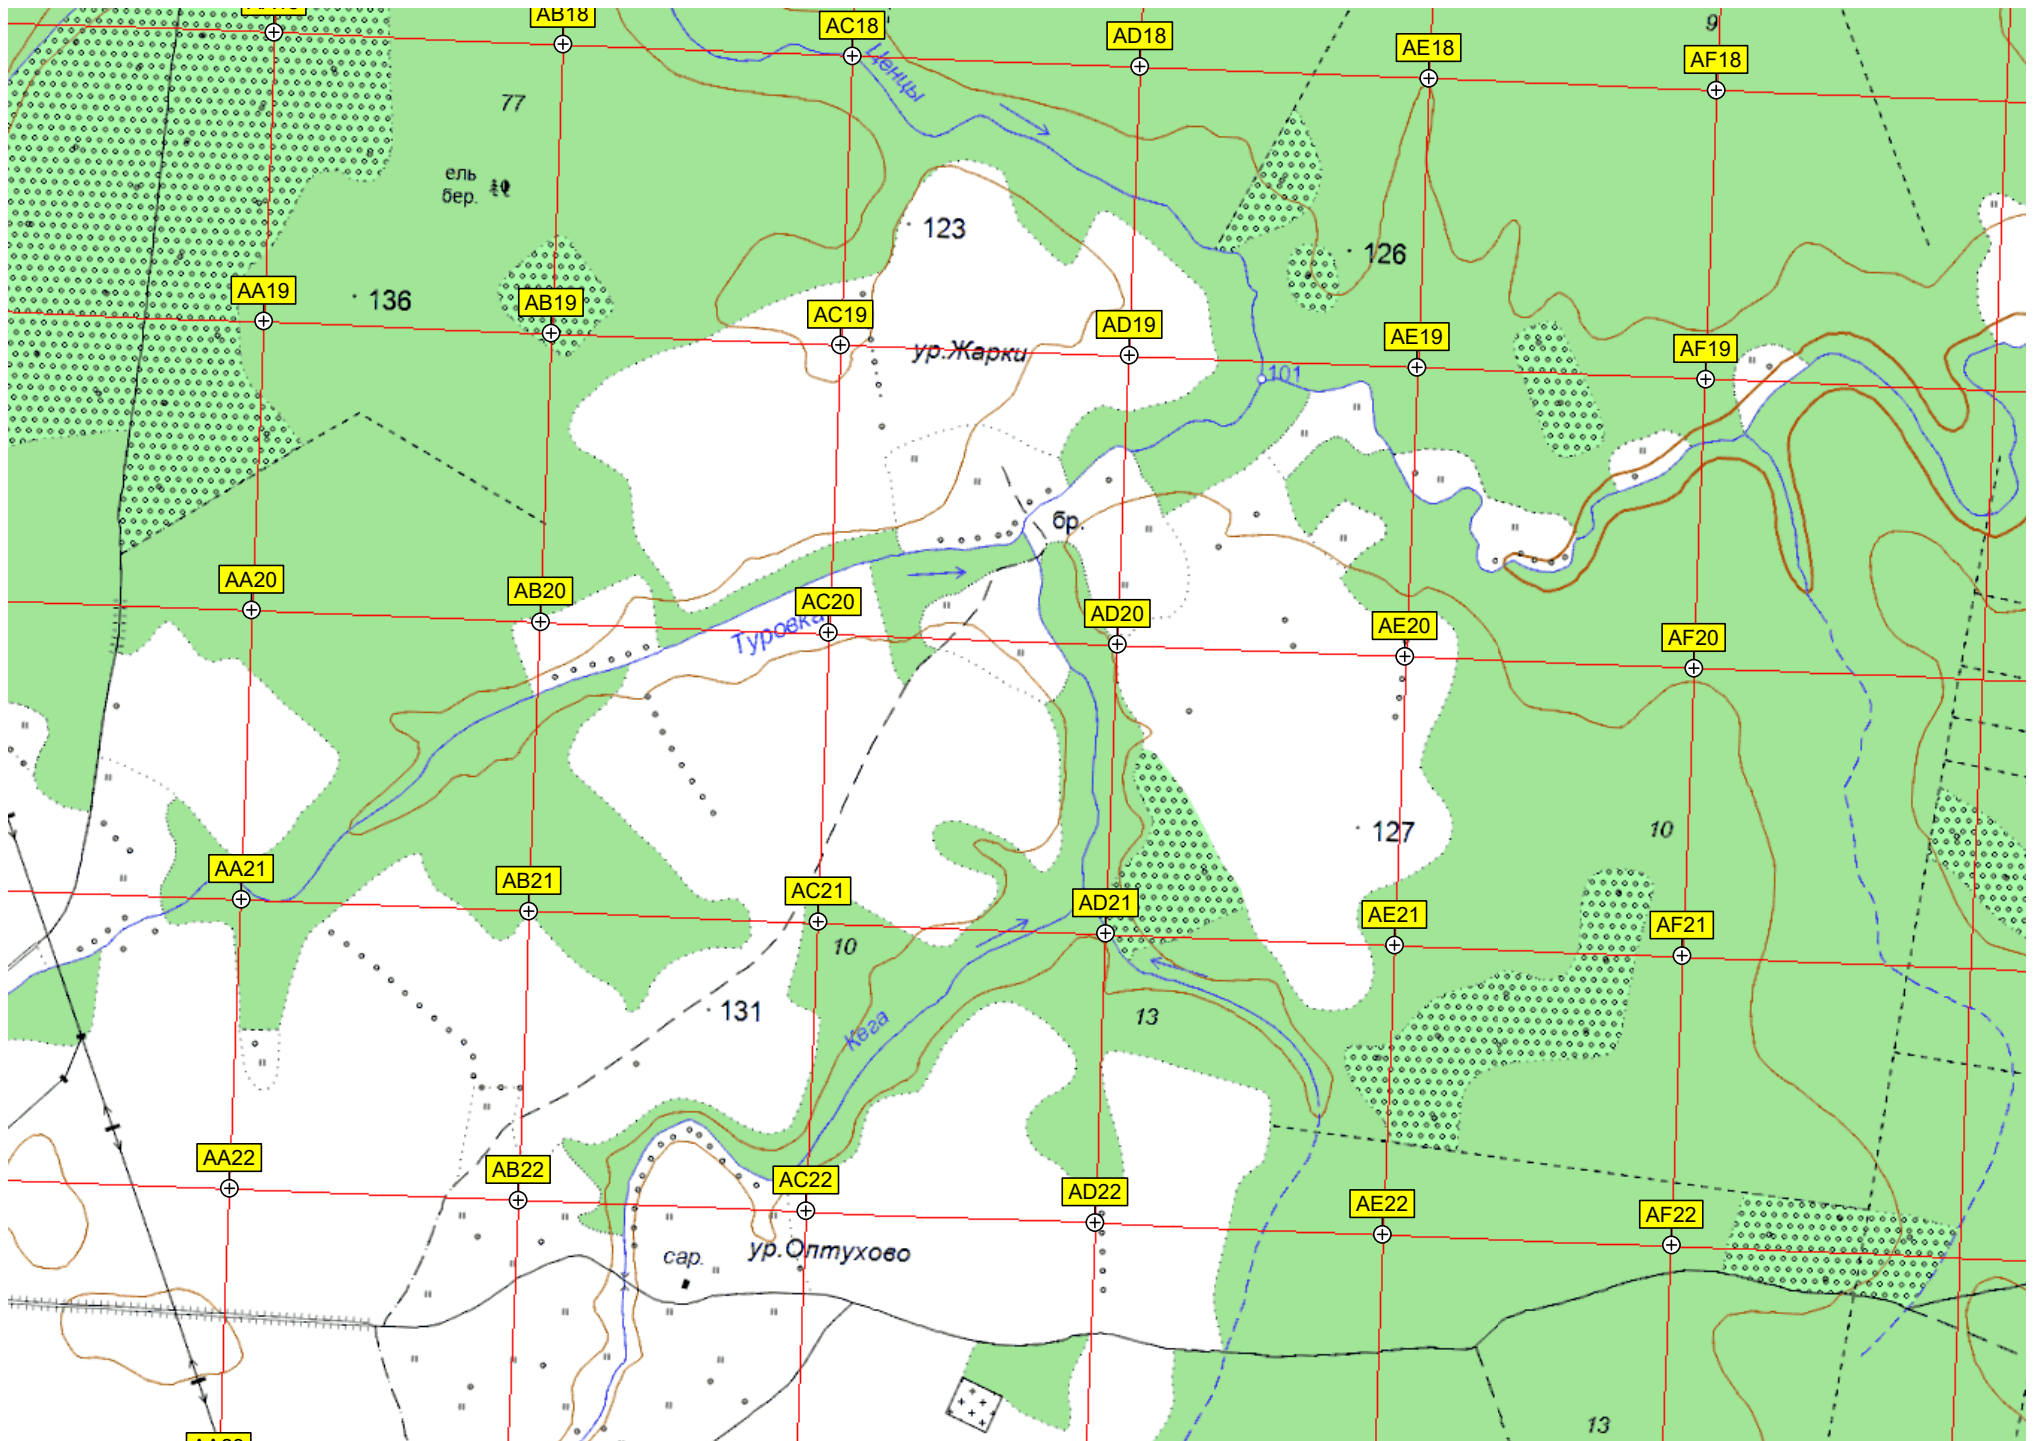 AB18
AC18
AD18
AE18
AF18
9
Ценцы
77
ель
бер.
123
126
136
AA19
AB19
AC19
AD19
AE19
AF19
ур.Жарки
101
бр.
AA20
AB20
AC20
AD20
AE20
AF20
Туровка
127
10
AA21
AB21
AC21
AD21
AE21
AF21
10
131
13
Кега
AA22
AB22
AC22
AD22
AE22
AF22
сар.
ур.Олтухово
13